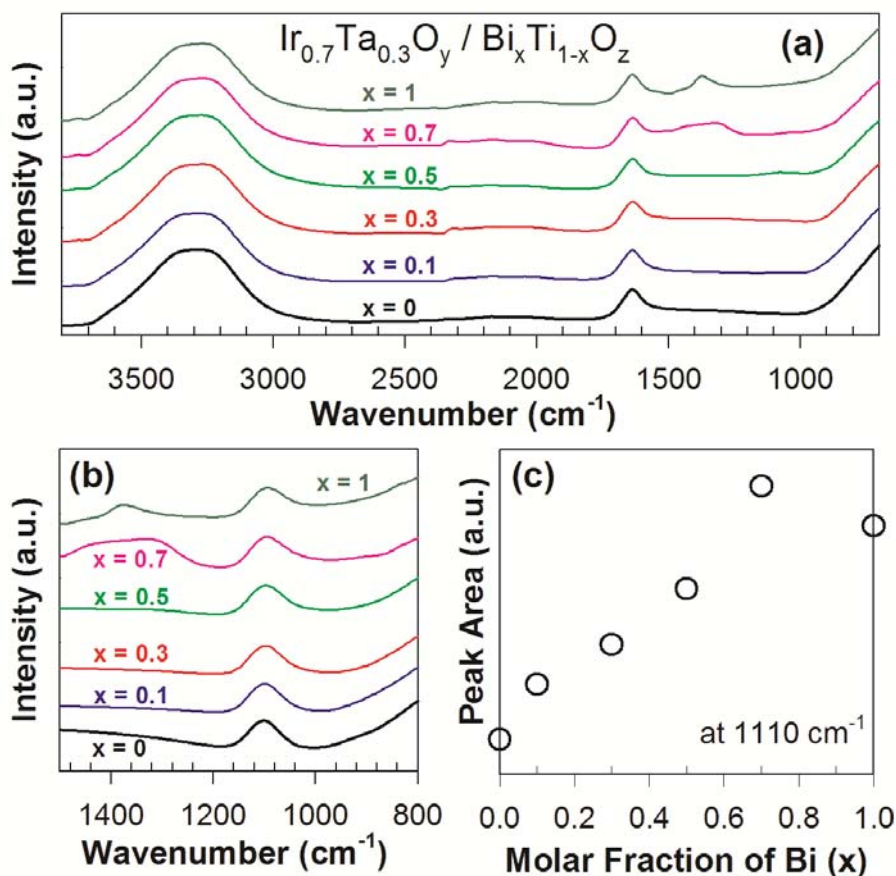 Ir0.7Ta0.3Oy / BixTi1-xOz
(a)
x = 1
x = 0.7
x = 0.5
x = 0.3
x = 0.1
x = 0
Intensity (a.u.)
3500 3000 2500 2000 1500 1000
Wavenumber (cm-1)
(b)
x = 1
x = 0.7
x = 0.5
x = 0.3
x = 0.1
x = 0
Intensity (a.u.)
1400 1200 1000 800
Wavenumber (cm-1)
(c)
Peak Area (a.u.)
at 1110 cm-1
0.0 0.2 0.4 0.6 0.8 1.0
Molar Fraction of Bi (x)